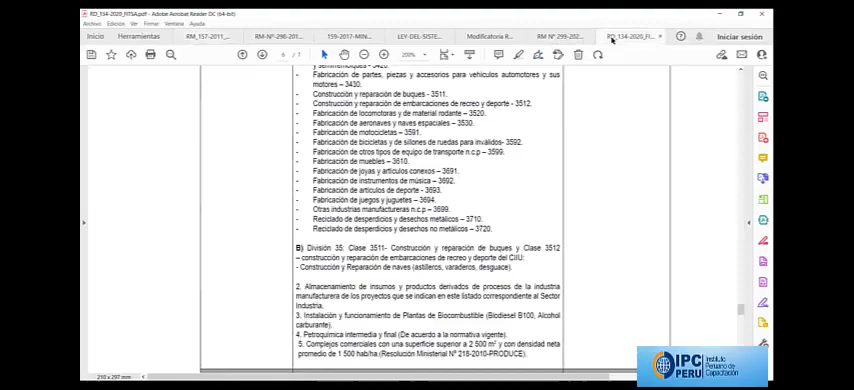 RD_134-2020_FITSA.pdf - Adobe Acrobat Reader DC (64-bit)
Archivo Edición Ver Firmar Ventana Ayuda
Inicio Herramientas RM_157-2011_... RM-Nº-298-201... 159-2017-MIN... LEY-DEL-SISTE... Modificatoria R... RM Nº 299-202... RD_134-2020_FI... × Iniciar sesión
6 / 7 200%
y semirremolques - 3420.
- Fabricación de partes, piezas y accesorios para vehículos automotores y sus
motores – 3430.
- Construcción y reparación de buques - 3511.
- Construcción y reparación de embarcaciones de recreo y deporte - 3512.
- Fabricación de locomotoras y de material rodante – 3520.
- Fabricación de aeronaves y naves espaciales – 3530.
- Fabricación de motocicletas – 3591.
- Fabricación de bicicletas y de sillones de ruedas para inválidos- 3592.
- Fabricación de otros tipos de equipo de transporte n.c.p – 3599.
- Fabricación de muebles – 3610.
- Fabricación de joyas y artículos conexos – 3691.
- Fabricación de instrumentos de música – 3692.
- Fabricación de artículos de deporte - 3693.
- Fabricación de juegos y juguetes – 3694.
- Otras industrias manufactureras n.c.p – 3699.
- Reciclado de desperdicios y desechos metálicos – 3710.
- Reciclado de desperdicios y desechos no metálicos – 3720.
B) División 35: Clase 3511- Construcción y reparación de buques y Clase 3512
– construcción y reparación de embarcaciones de recreo y deporte del CIIU:
- Construcción y Reparación de naves (astilleros, varaderos, desguace).
2. Almacenamiento de insumos y productos derivados de procesos de la industria
manufacturera de los proyectos que se indican en este listado correspondiente al Sector
Industria.
3. Instalación y funcionamiento de Plantas de Biocombustible (Biodiesel B100, Alcohol
carburante).
4. Petroquímica intermedia y final (De acuerdo a la normativa vigente).
5. Complejos comerciales con una superficie superior a 2 500 m² y con densidad neta
promedio de 1 500 hab/ha.(Resolución Ministerial Nº 218-2010-PRODUCE).
210 x 297 mm
IPC
PERU
Instituto
Peruano de
Capacitación